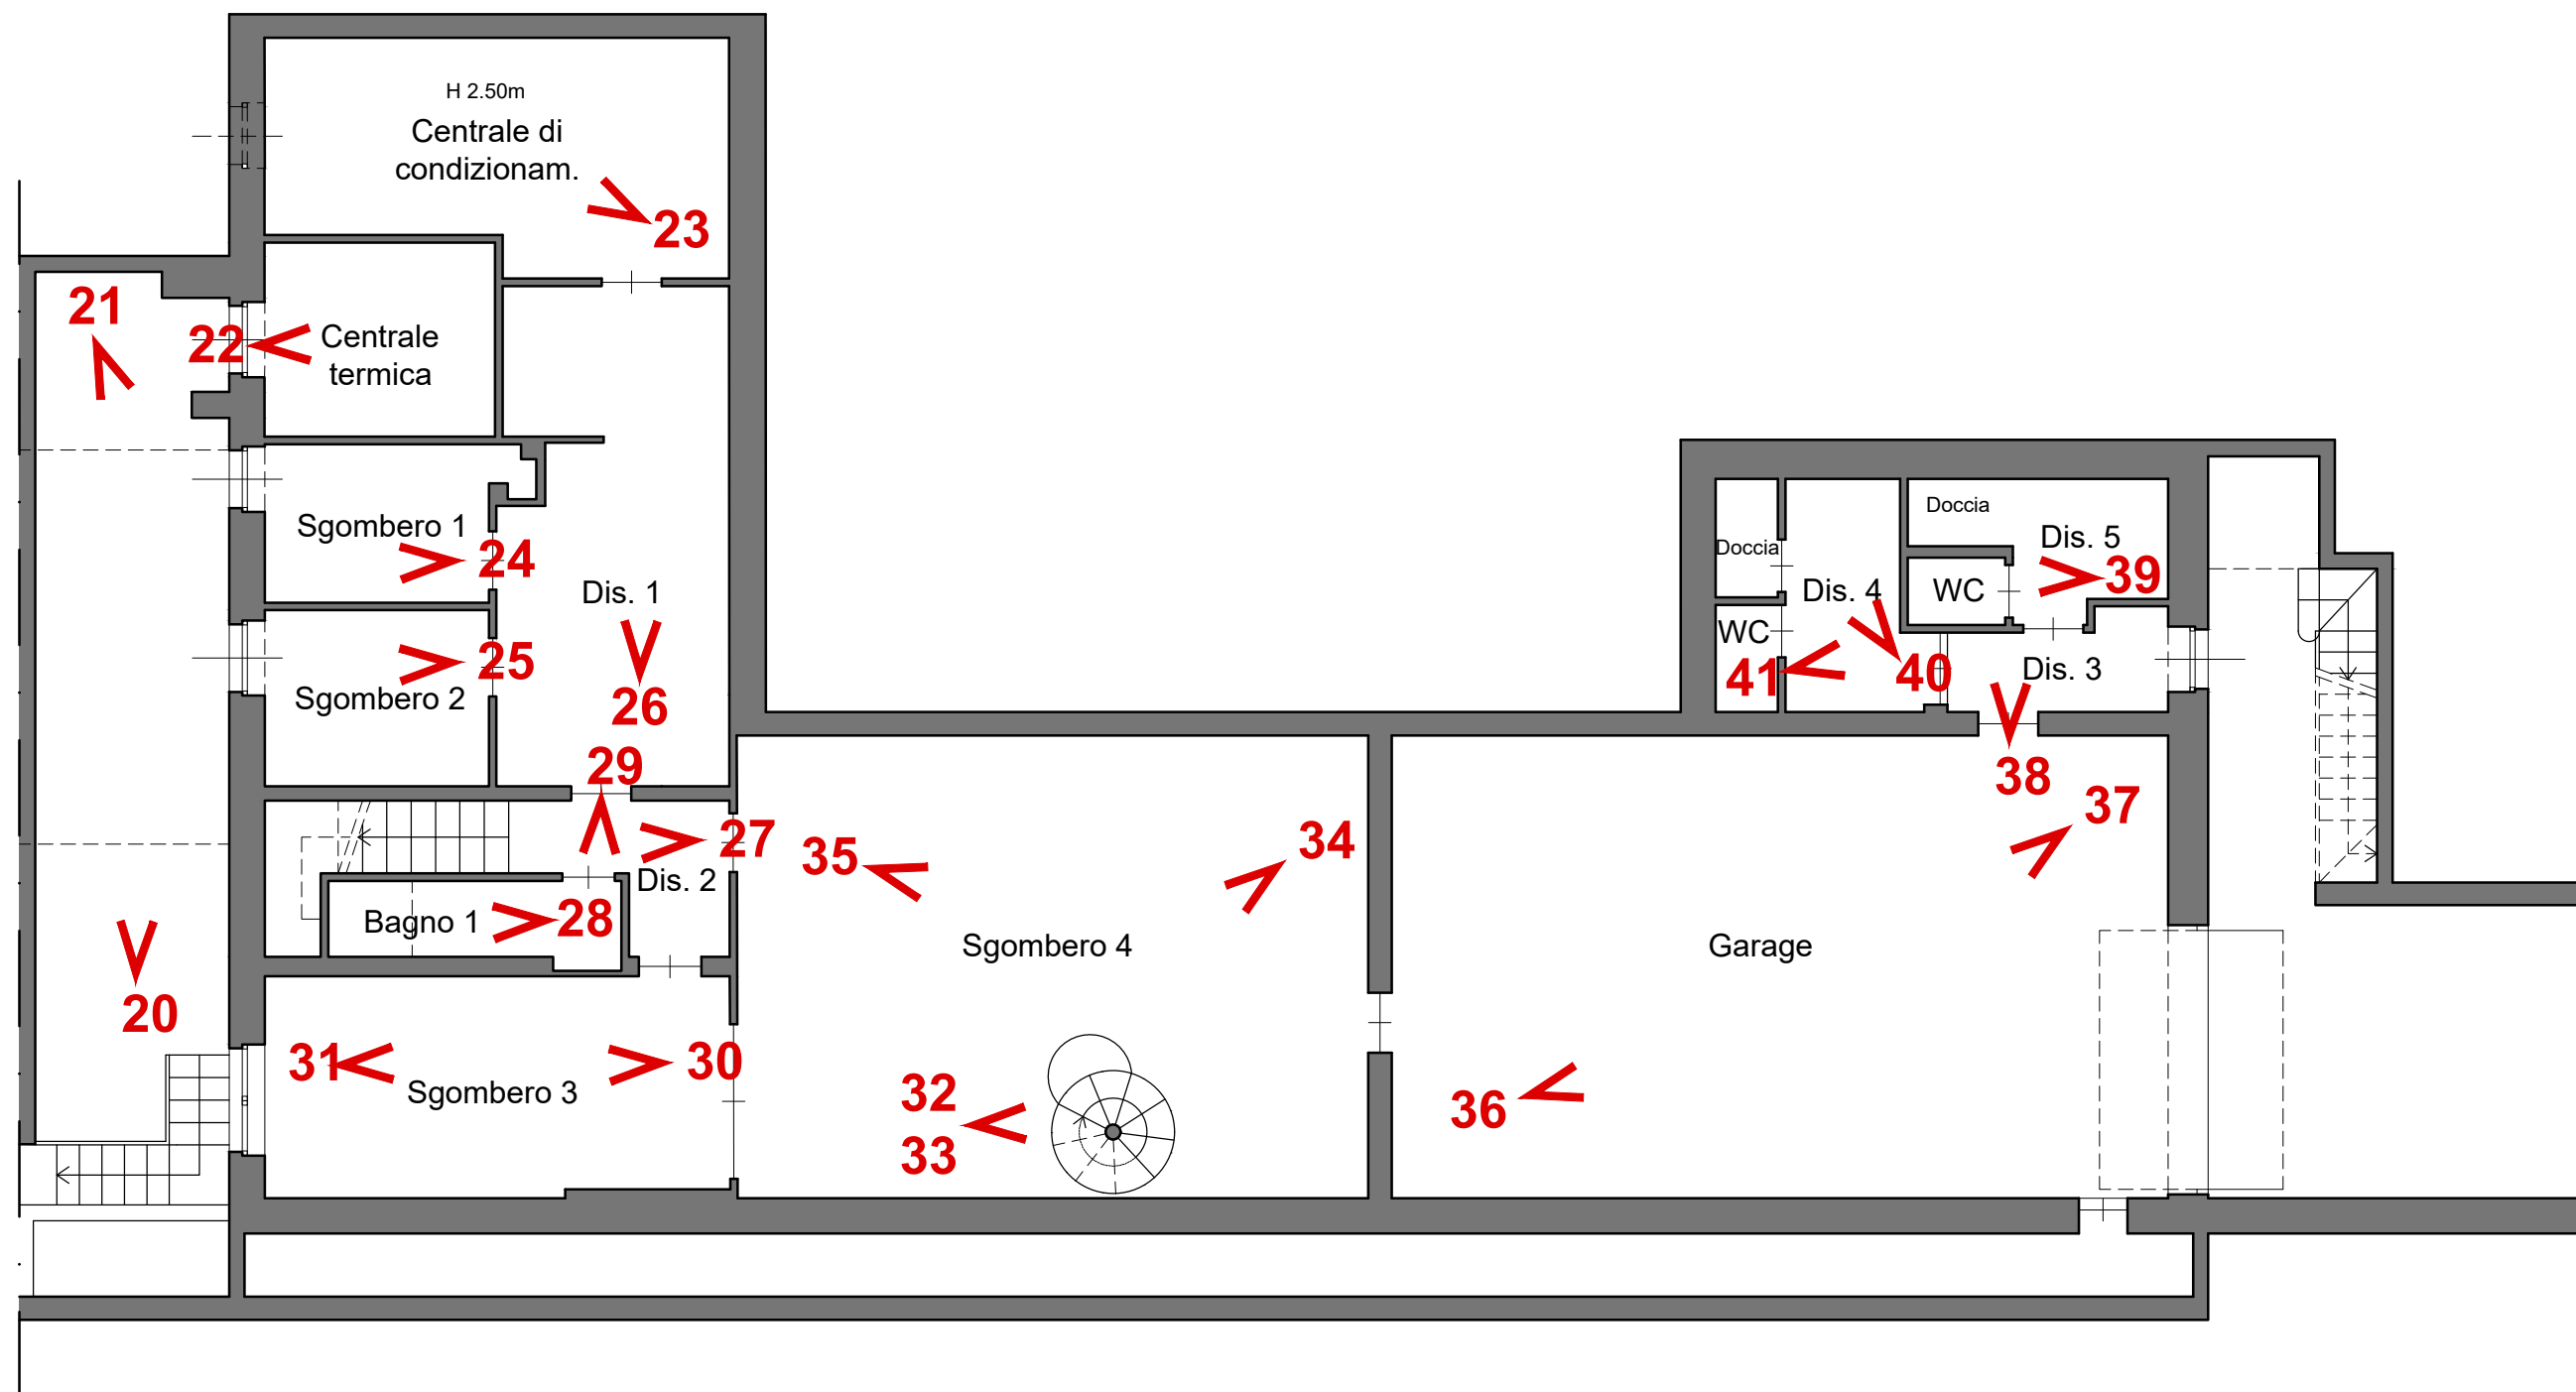 H 2.50m
Centrale di
condizionam.
23
21
22
Centrale
termica
Sgombero 1
24
Doccia
Dis. 5
Doccia
39
Dis. 1
Dis. 4
WC
WC
25
41
40
Dis. 3
Sgombero 2
26
29
38
37
27
35
34
Dis. 2
Bagno 1
28
Sgombero 4
Garage
20
31
30
Sgombero 3
32
33
36